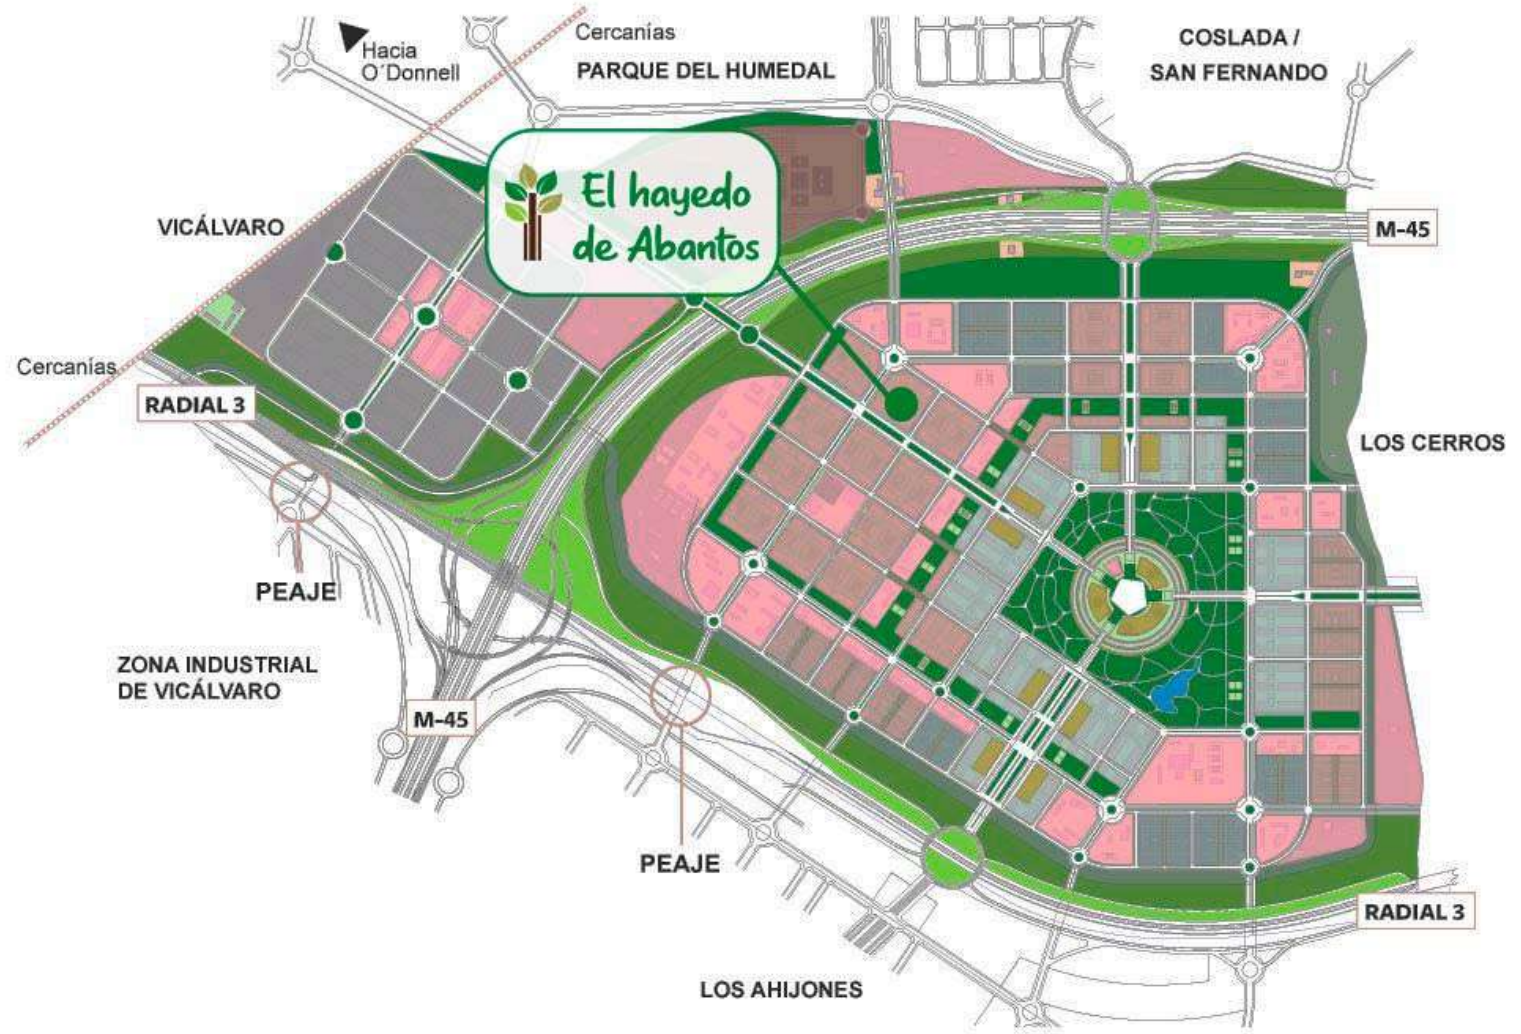 Hacia
O´Donnell
Cercanías
PARQUE DEL HUMEDAL
COSLADA /
SAN FERNANDO
El hayedo
de Abantos
VICÁLVARO
M-45
Cercanías
RADIAL 3
LOS CERROS
PEAJE
ZONA INDUSTRIAL
DE VICÁLVARO
M-45
PEAJE
RADIAL 3
LOS AHIJONES